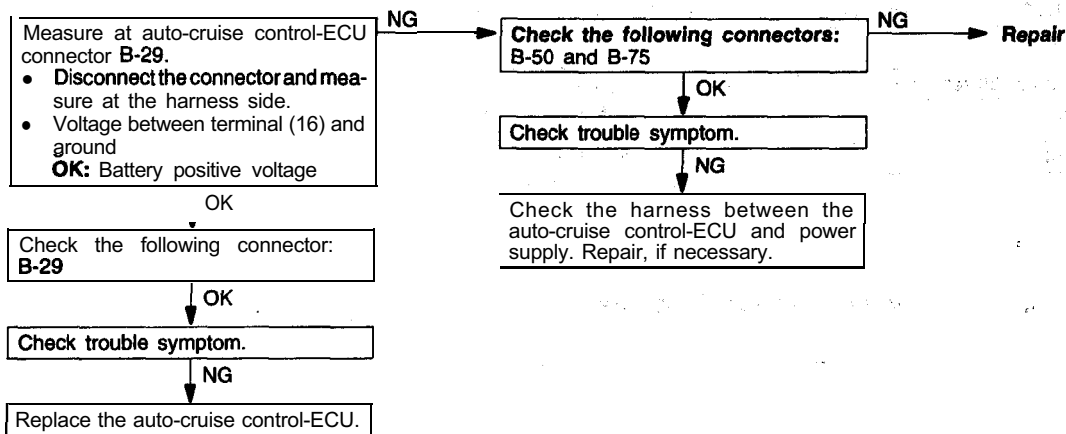 Measure at auto-cruise control-ECU
connector B-29.
● Disconnect the connector and mea-
sure at the harness side.
● Voltage between terminal (16) and
around
OK: Battery positive voltage
OK
Check the following connector:
B-29
OK
Check trouble symptom.
NG
Replace the auto-cruise control-ECU.
NG
Check the following connectors:
B-50 and B-75
NG
Repair
OK
Check trouble symptom.
NG
Check the harness between the
auto-cruise control-ECU and power
supply. Repair, if necessary.